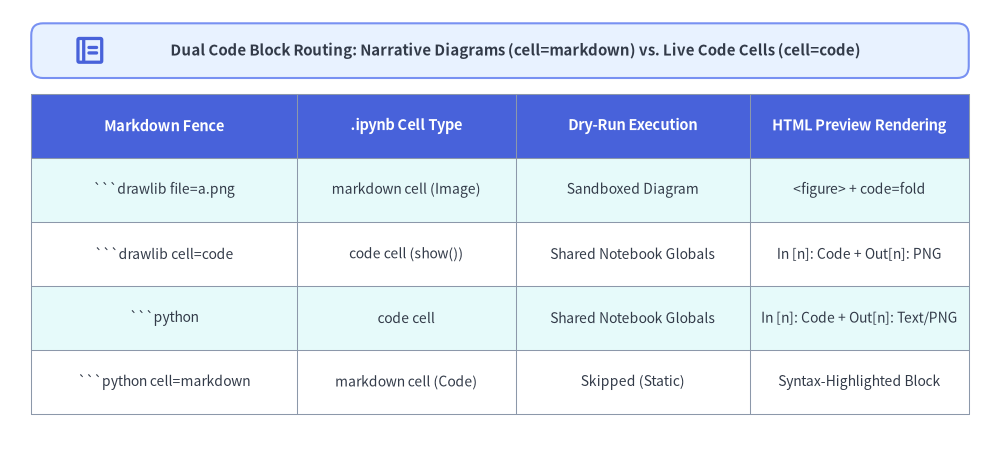 Dual Code Block Routing: Narrative Diagrams (cell=markdown) vs. Live Code Cells (cell=code)
Markdown Fence .ipynb Cell Type Dry-Run Execution HTML Preview Rendering
```drawlib file=a.png markdown cell (Image) Sandboxed Diagram <figure> + code=fold
```drawlib cell=code code cell (show()) Shared Notebook Globals In [n]: Code + Out[n]: PNG
```python code cell Shared Notebook Globals In [n]: Code + Out[n]: Text/PNG
```python cell=markdown markdown cell (Code) Skipped (Static) Syntax-Highlighted Block